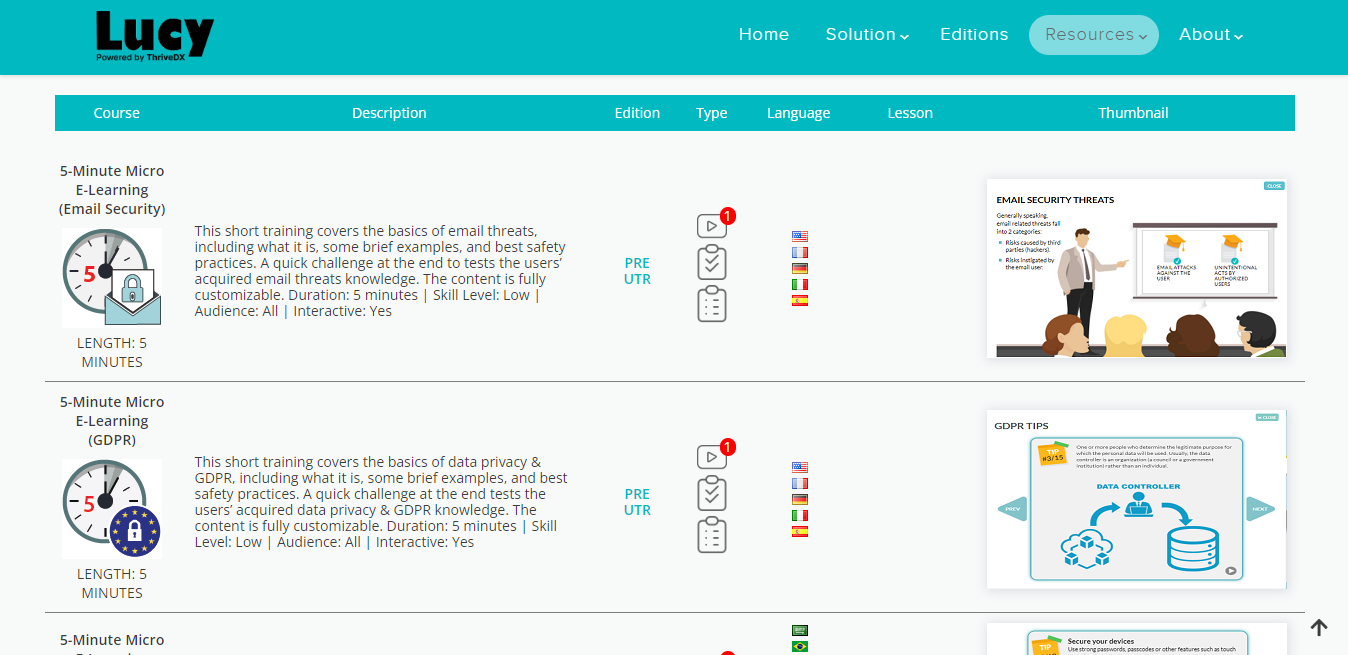 Lucy
Powered by ThriveDX
Home
Solution
Editions
Resources
About
Course
Description
Edition
Type
Language
Lesson
Thumbnail
5-Minute Micro
E-Learning
(Email Security)
5
LENGTH: 5
MINUTES
This short training covers the basics of email threats,
including what it is, some brief examples, and best safety
practices. A quick challenge at the end to tests the users’
acquired email threats knowledge. The content is fully
customizable. Duration: 5 minutes | Skill Level: Low |
Audience: All | Interactive: Yes
PRE
UTR
1
CLOSE
EMAIL SECURITY THREATS
Generally speaking,
email related threats fall
into 2 categories:
Risks caused by third
parties (hackers).
Risks instigated by
the email user.
EMAIL ATTACKS
AGAINST THE
USER
UNINTENTIONAL
ACTS BY
AUTHORIZED
USERS
5-Minute Micro
E-Learning
(GDPR)
5
LENGTH: 5
MINUTES
This short training covers the basics of data privacy &
GDPR, including what it is, some brief examples, and best
safety practices. A quick challenge at the end tests the
users’ acquired data privacy & GDPR knowledge. The
content is fully customizable. Duration: 5 minutes | Skill
Level: Low | Audience: All | Interactive: Yes
PRE
UTR
1
CLOSE
GDPR TIPS
TIP
#3/15
One or more people who determine the legitimate purpose for
which the personal data will be used. Usually, the data
controller is an organization (a council or a government
institution) rather than an individual.
DATA CONTROLLER
PREV
NEXT
5-Minute Micro
TIP
Secure your devices
Use strong passwords, passcodes or other features such as touch